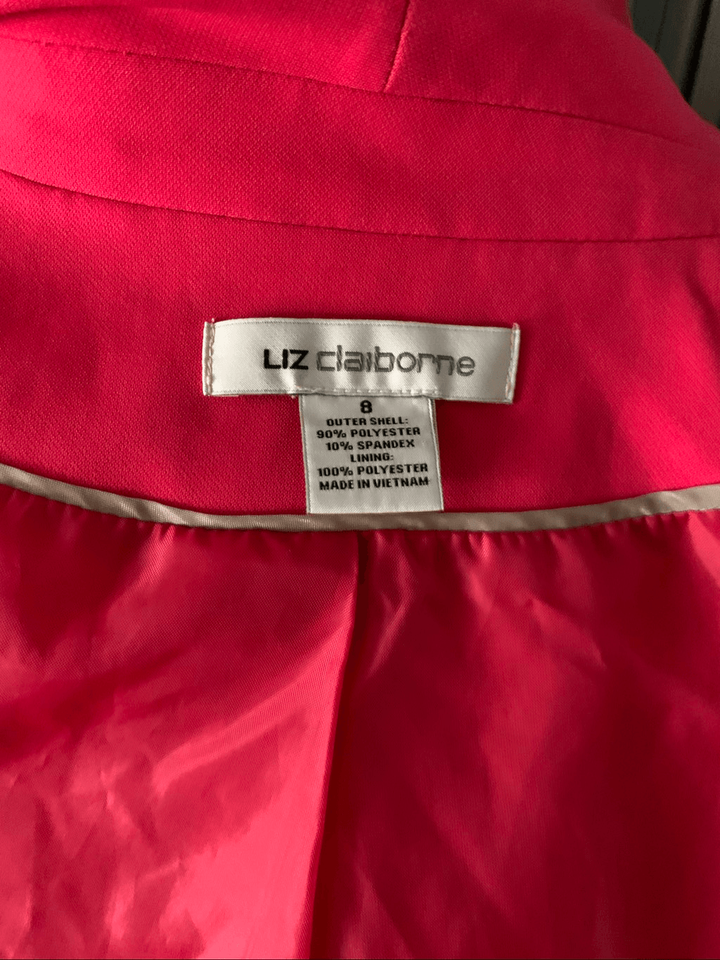 LIZ claiborne
8
OUTER SHELL:
90% POLYESTER
10% SPANDEX
LINING:
100% POLYESTER
MADE IN VIETNAM